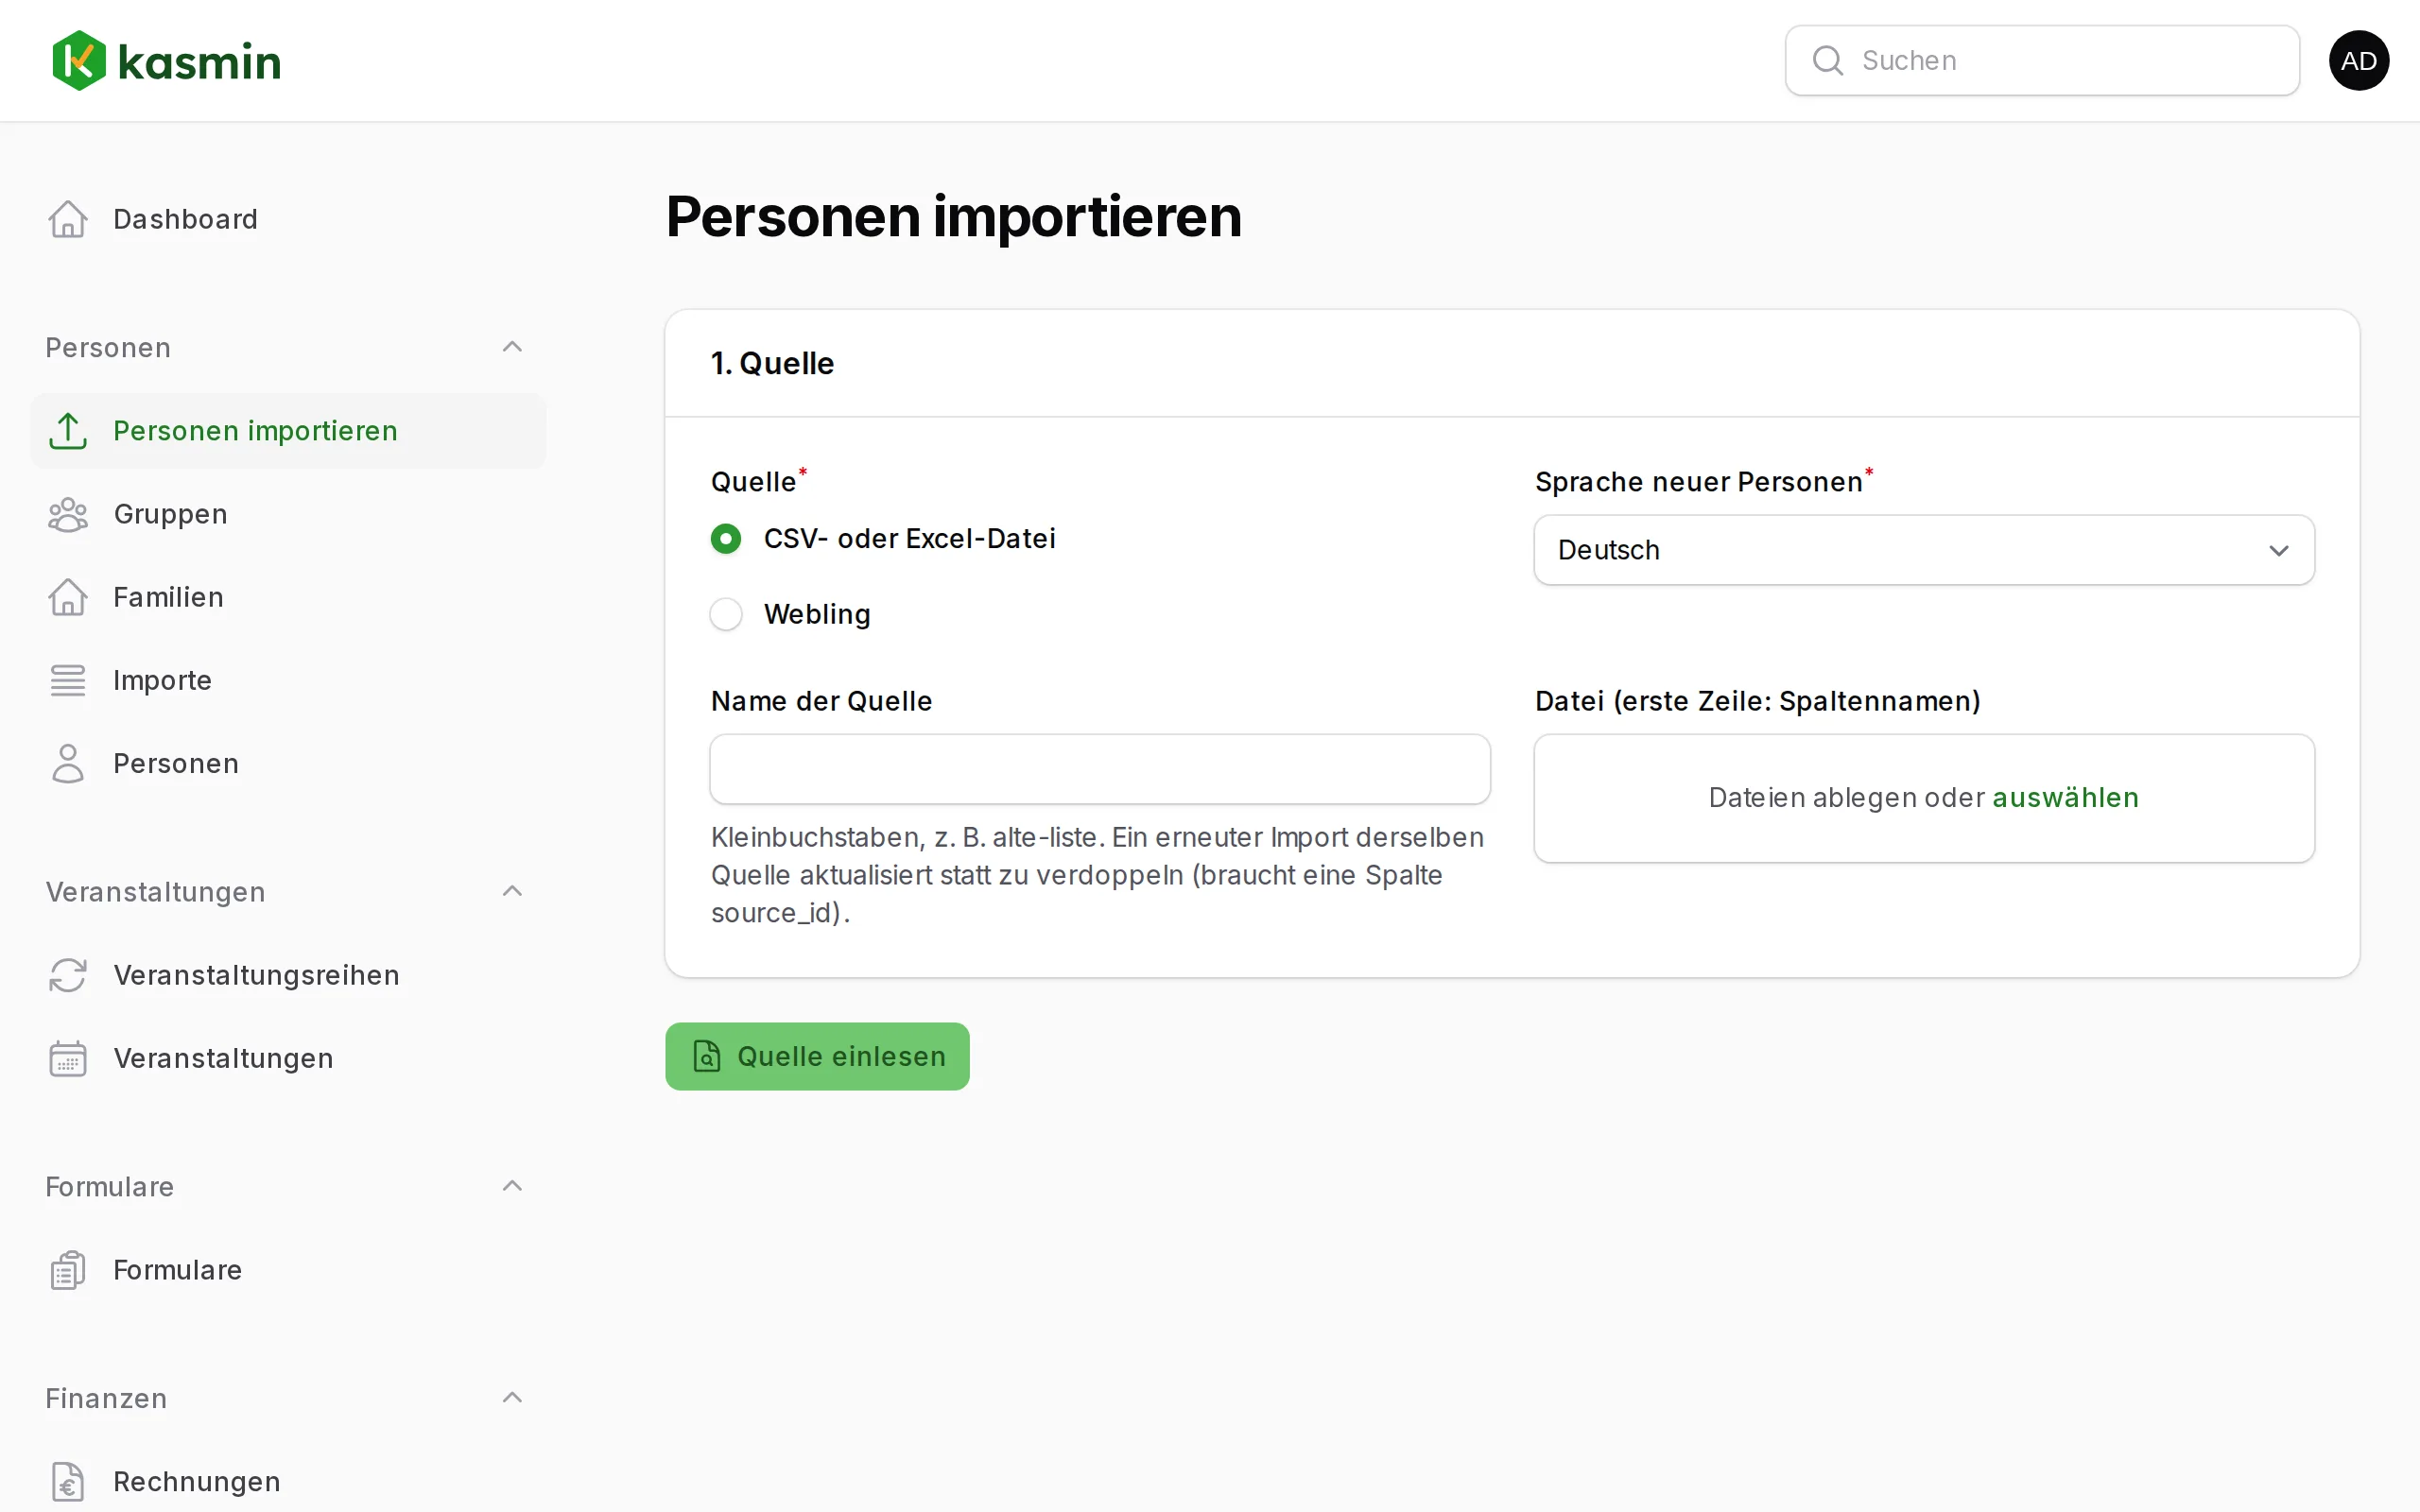 kasmin
Suchen
AD
Dashboard
Personen
Personen importieren
Gruppen
Familien
Importe
Personen
Veranstaltungen
Veranstaltungsreihen
Veranstaltungen
Formulare
Formulare
Finanzen
Rechnungen
Personen importieren
1. Quelle
Quelle*
CSV- oder Excel-Datei
Webling
Sprache neuer Personen*
Deutsch
Name der Quelle
Kleinbuchstaben, z. B. alte-liste. Ein erneuter Import derselben
Quelle aktualisiert statt zu verdoppeln (braucht eine Spalte
source_id).
Datei (erste Zeile: Spaltennamen)
Dateien ablegen oder auswählen
Quelle einlesen